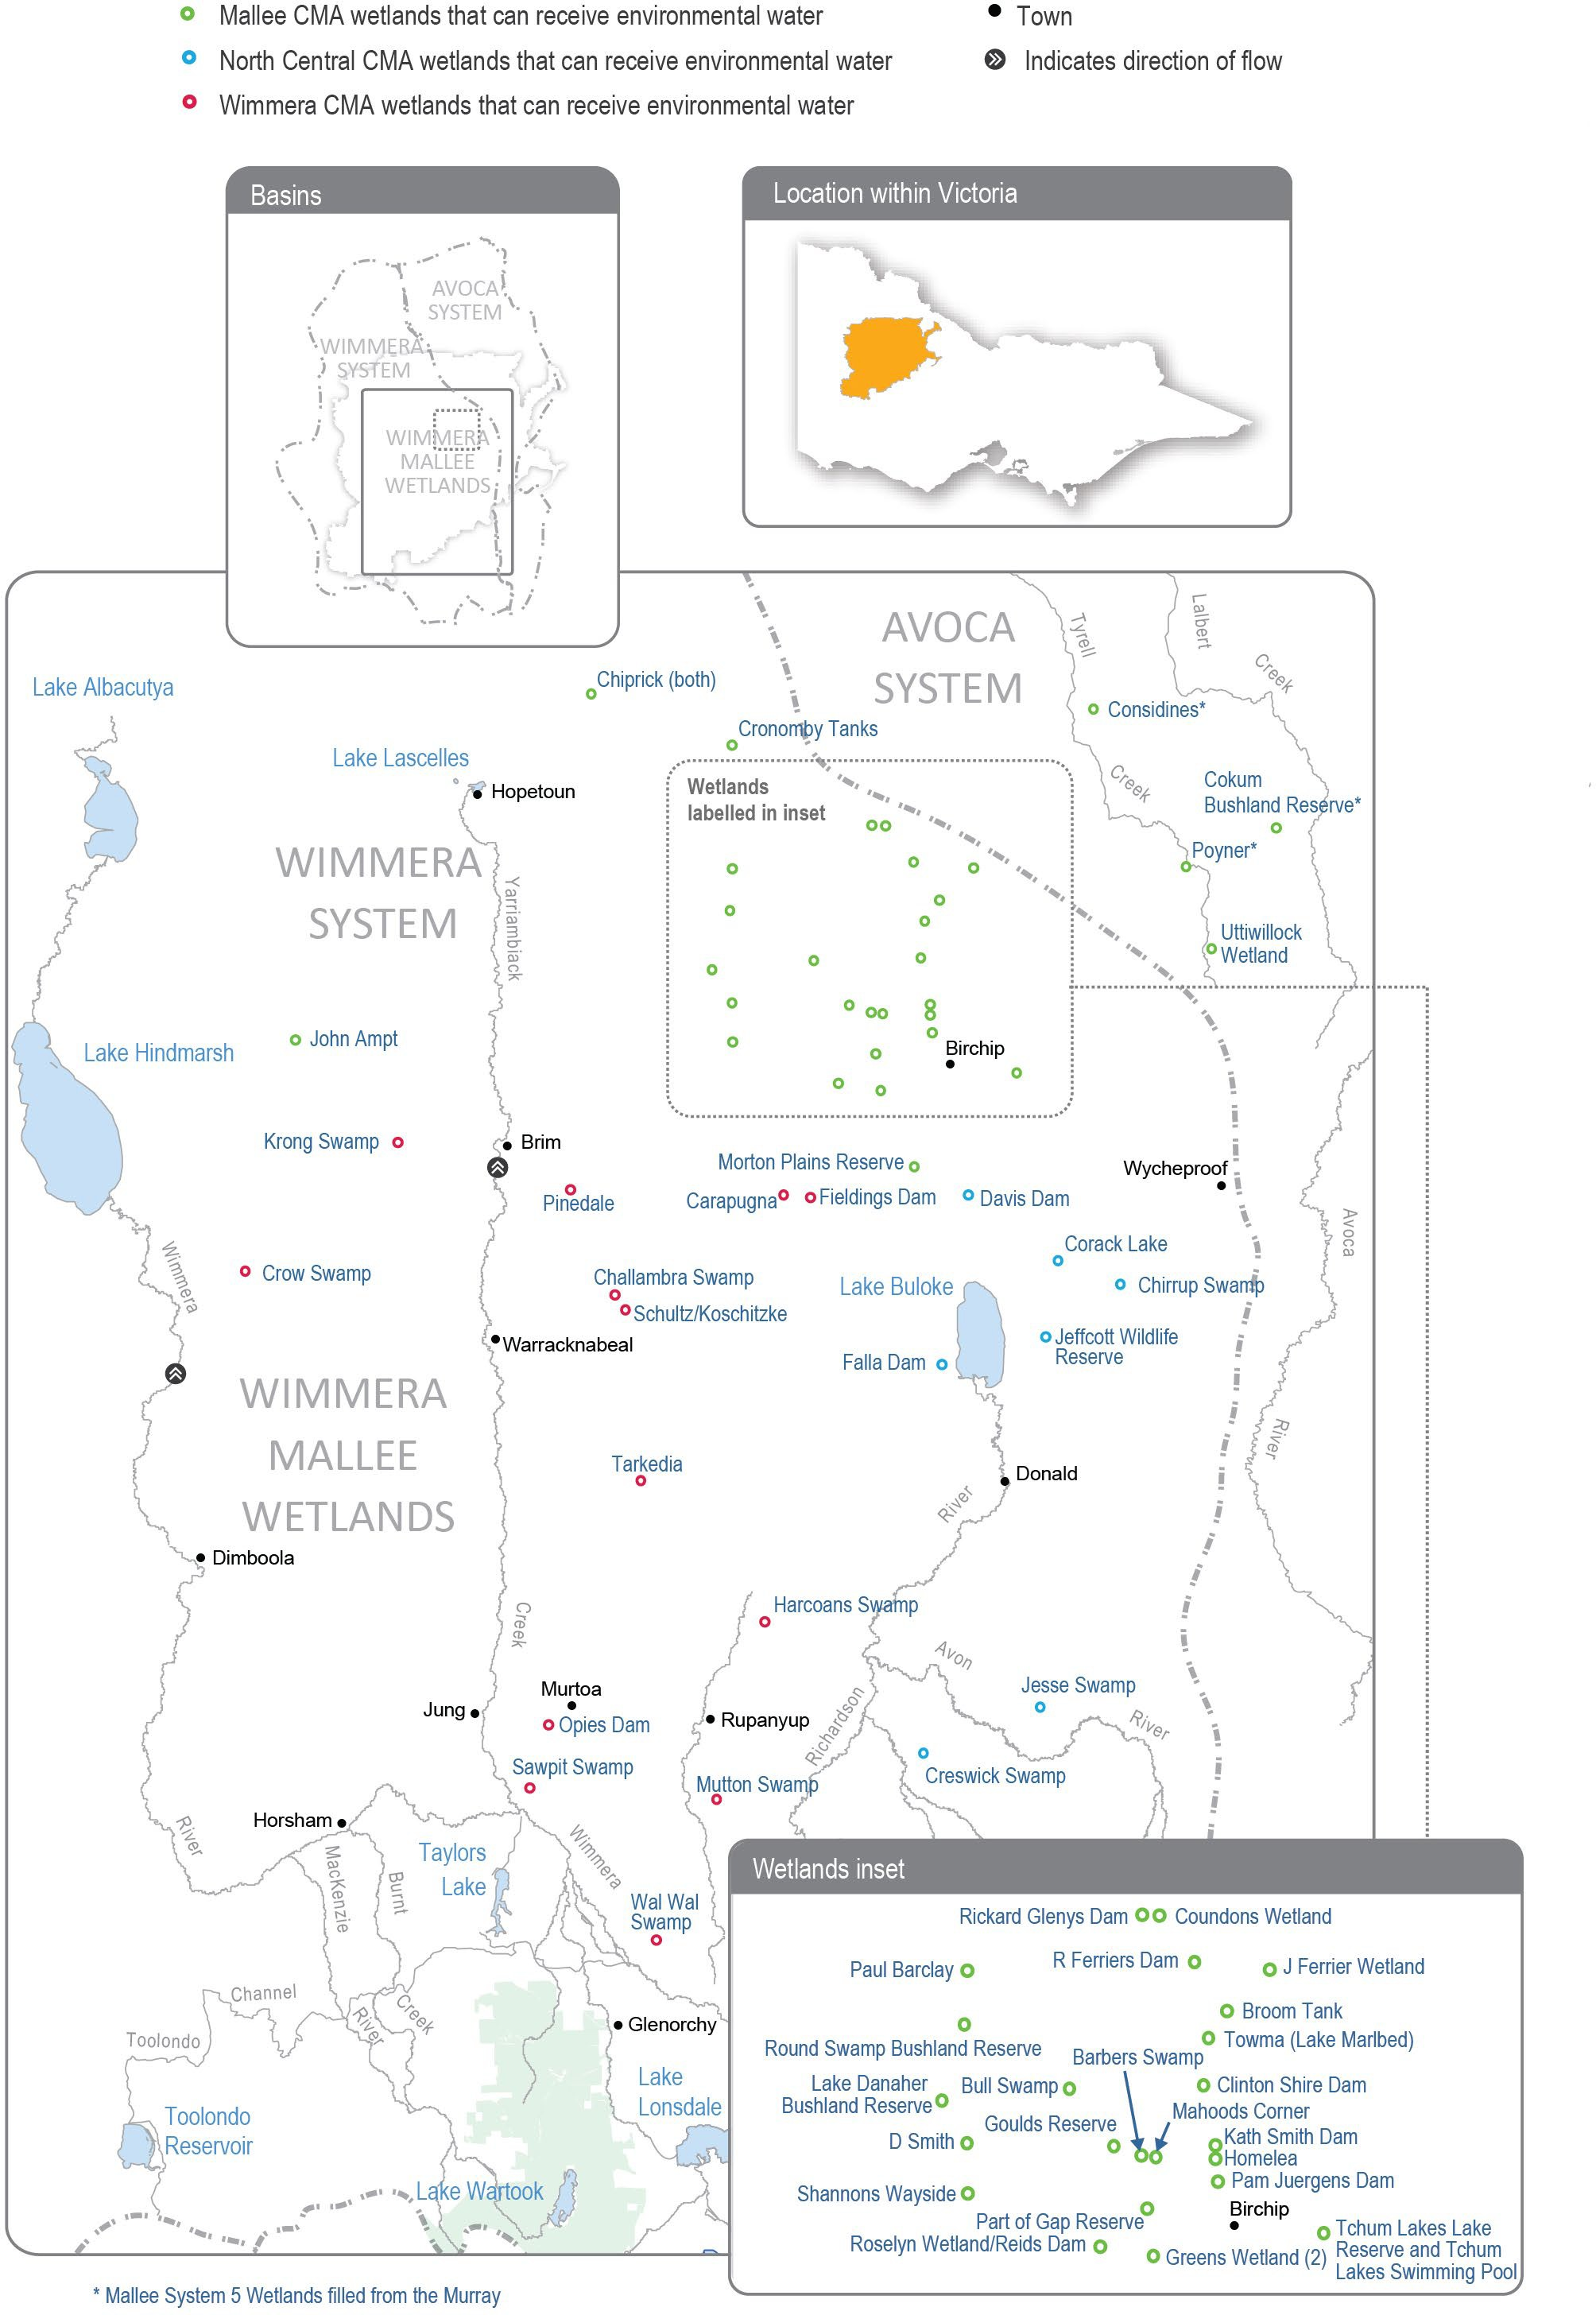 Mallee CMA wetlands that can receive environmental water
North Central CMA wetlands that can receive environmental water
Wimmera CMA wetlands that can receive environmental water
Town
Indicates direction of flow
Basins
AVOCA
SYSTEM
WIMMERA
SYSTEM
WIMMERA
MALLEE
WETLANDS
Location within Victoria
AVOCA
SYSTEM
Tyrell
Creek
Lalbert
Creek
Lake Albacutya
Chiprick (both)
Considines*
Cronomby Tanks
Lake Lascelles
Hopetoun
Wetlands
labelled in inset
Cokum
Bushland Reserve*
WIMMERA
SYSTEM
Poyner*
Yarriambiack
Uttiwillock
Wetland
John Ampt
Lake Hindmarsh
Birchip
Krong Swamp
Brim
Morton Plains Reserve
Wycheproof
Pinedale
Carapugna
Fieldings Dam
Davis Dam
Avoca
Wimmera
Corack Lake
Crow Swamp
Challambra Swamp
Lake Buloke
Chirrup Swamp
Schultz/Koschitzke
Warracknabeal
Jeffcott Wildlife
Reserve
Falla Dam
WIMMERA
MALLEE
WETLANDS
River
Tarkedia
Donald
River
Dimboola
Creek
Harcoans Swamp
Avon
Jesse Swamp
Murtoa
Jung
Opies Dam
Rupanyup
Richardson
River
Sawpit Swamp
Mutton Swamp
Creswick Swamp
Horsham
River
MacKenzie
Burnt
Taylors
Lake
Wimmera
Wal Wal
Swamp
Channel
Toolondo
River
Creek
Glenorchy
Toolondo
Reservoir
Lake
Lonsdale
Lake Wartook
Wetlands inset
Rickard Glenys Dam
Coundons Wetland
Paul Barclay
R Ferriers Dam
J Ferrier Wetland
Broom Tank
Round Swamp Bushland Reserve
Towma (Lake Marlbed)
Barbers Swamp
Lake Danaher
Bushland Reserve
Bull Swamp
Clinton Shire Dam
Mahoods Corner
Goulds Reserve
D Smith
Kath Smith Dam
Homelea
Pam Juergens Dam
Shannons Wayside
Part of Gap Reserve
Birchip
Roselyn Wetland/Reids Dam
Greens Wetland (2)
Tchum Lakes Lake
Reserve and Tchum
Lakes Swimming Pool
* Mallee System 5 Wetlands filled from the Murray